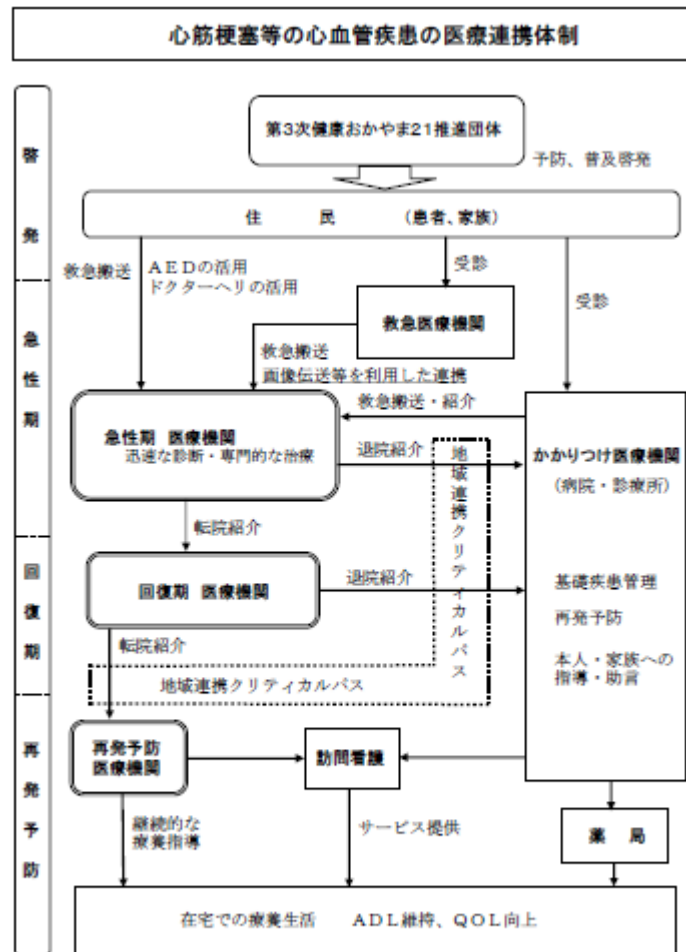 心筋梗塞等の心血管疾患の医療連携体制
啓発
第3次健康おかやま21推進団体
予防、普及啓発
住 民 (患者、家族)
救急搬送
AEDの活用
ドクターヘリの活用
受診
受診
急性期
救急医療機関
救急搬送
画像伝送等を利用した連携
救急搬送・紹介
急性期 医療機関
迅速な診断・専門的な治療
退院紹介
地域連携クリティカルパス
かかりつけ医療機関
(病院・診療所)
転院紹介
回復期
回復期 医療機関
退院紹介
基礎疾患管理
再発予防
本人・家族への
指導・助言
転院紹介
地域連携クリティカルパス
再発予防
再発予防
医療機関
訪問看護
継続的な
療養指導
サービス提供
薬 局
在宅での療養生活 ADL維持、QOL向上